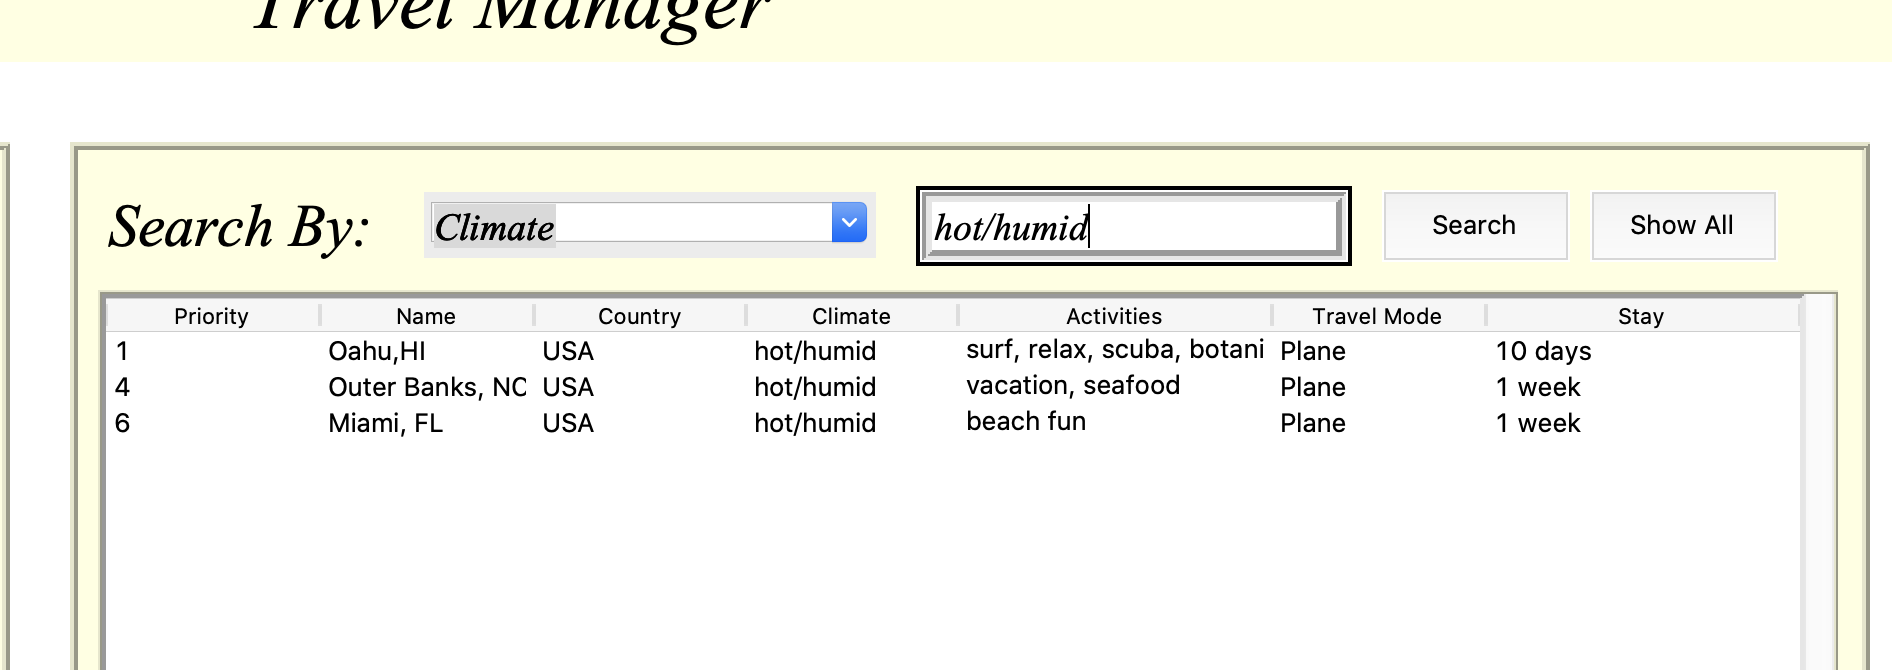 Travel Manager
Search By: Climate hot/humid Search Show All
Priority Name Country Climate Activities Travel Mode Stay
1 Oahu,HI USA hot/humid surf, relax, scuba, botani Plane 10 days
4 Outer Banks, NC USA hot/humid vacation, seafood Plane 1 week
6 Miami, FL USA hot/humid beach fun Plane 1 week